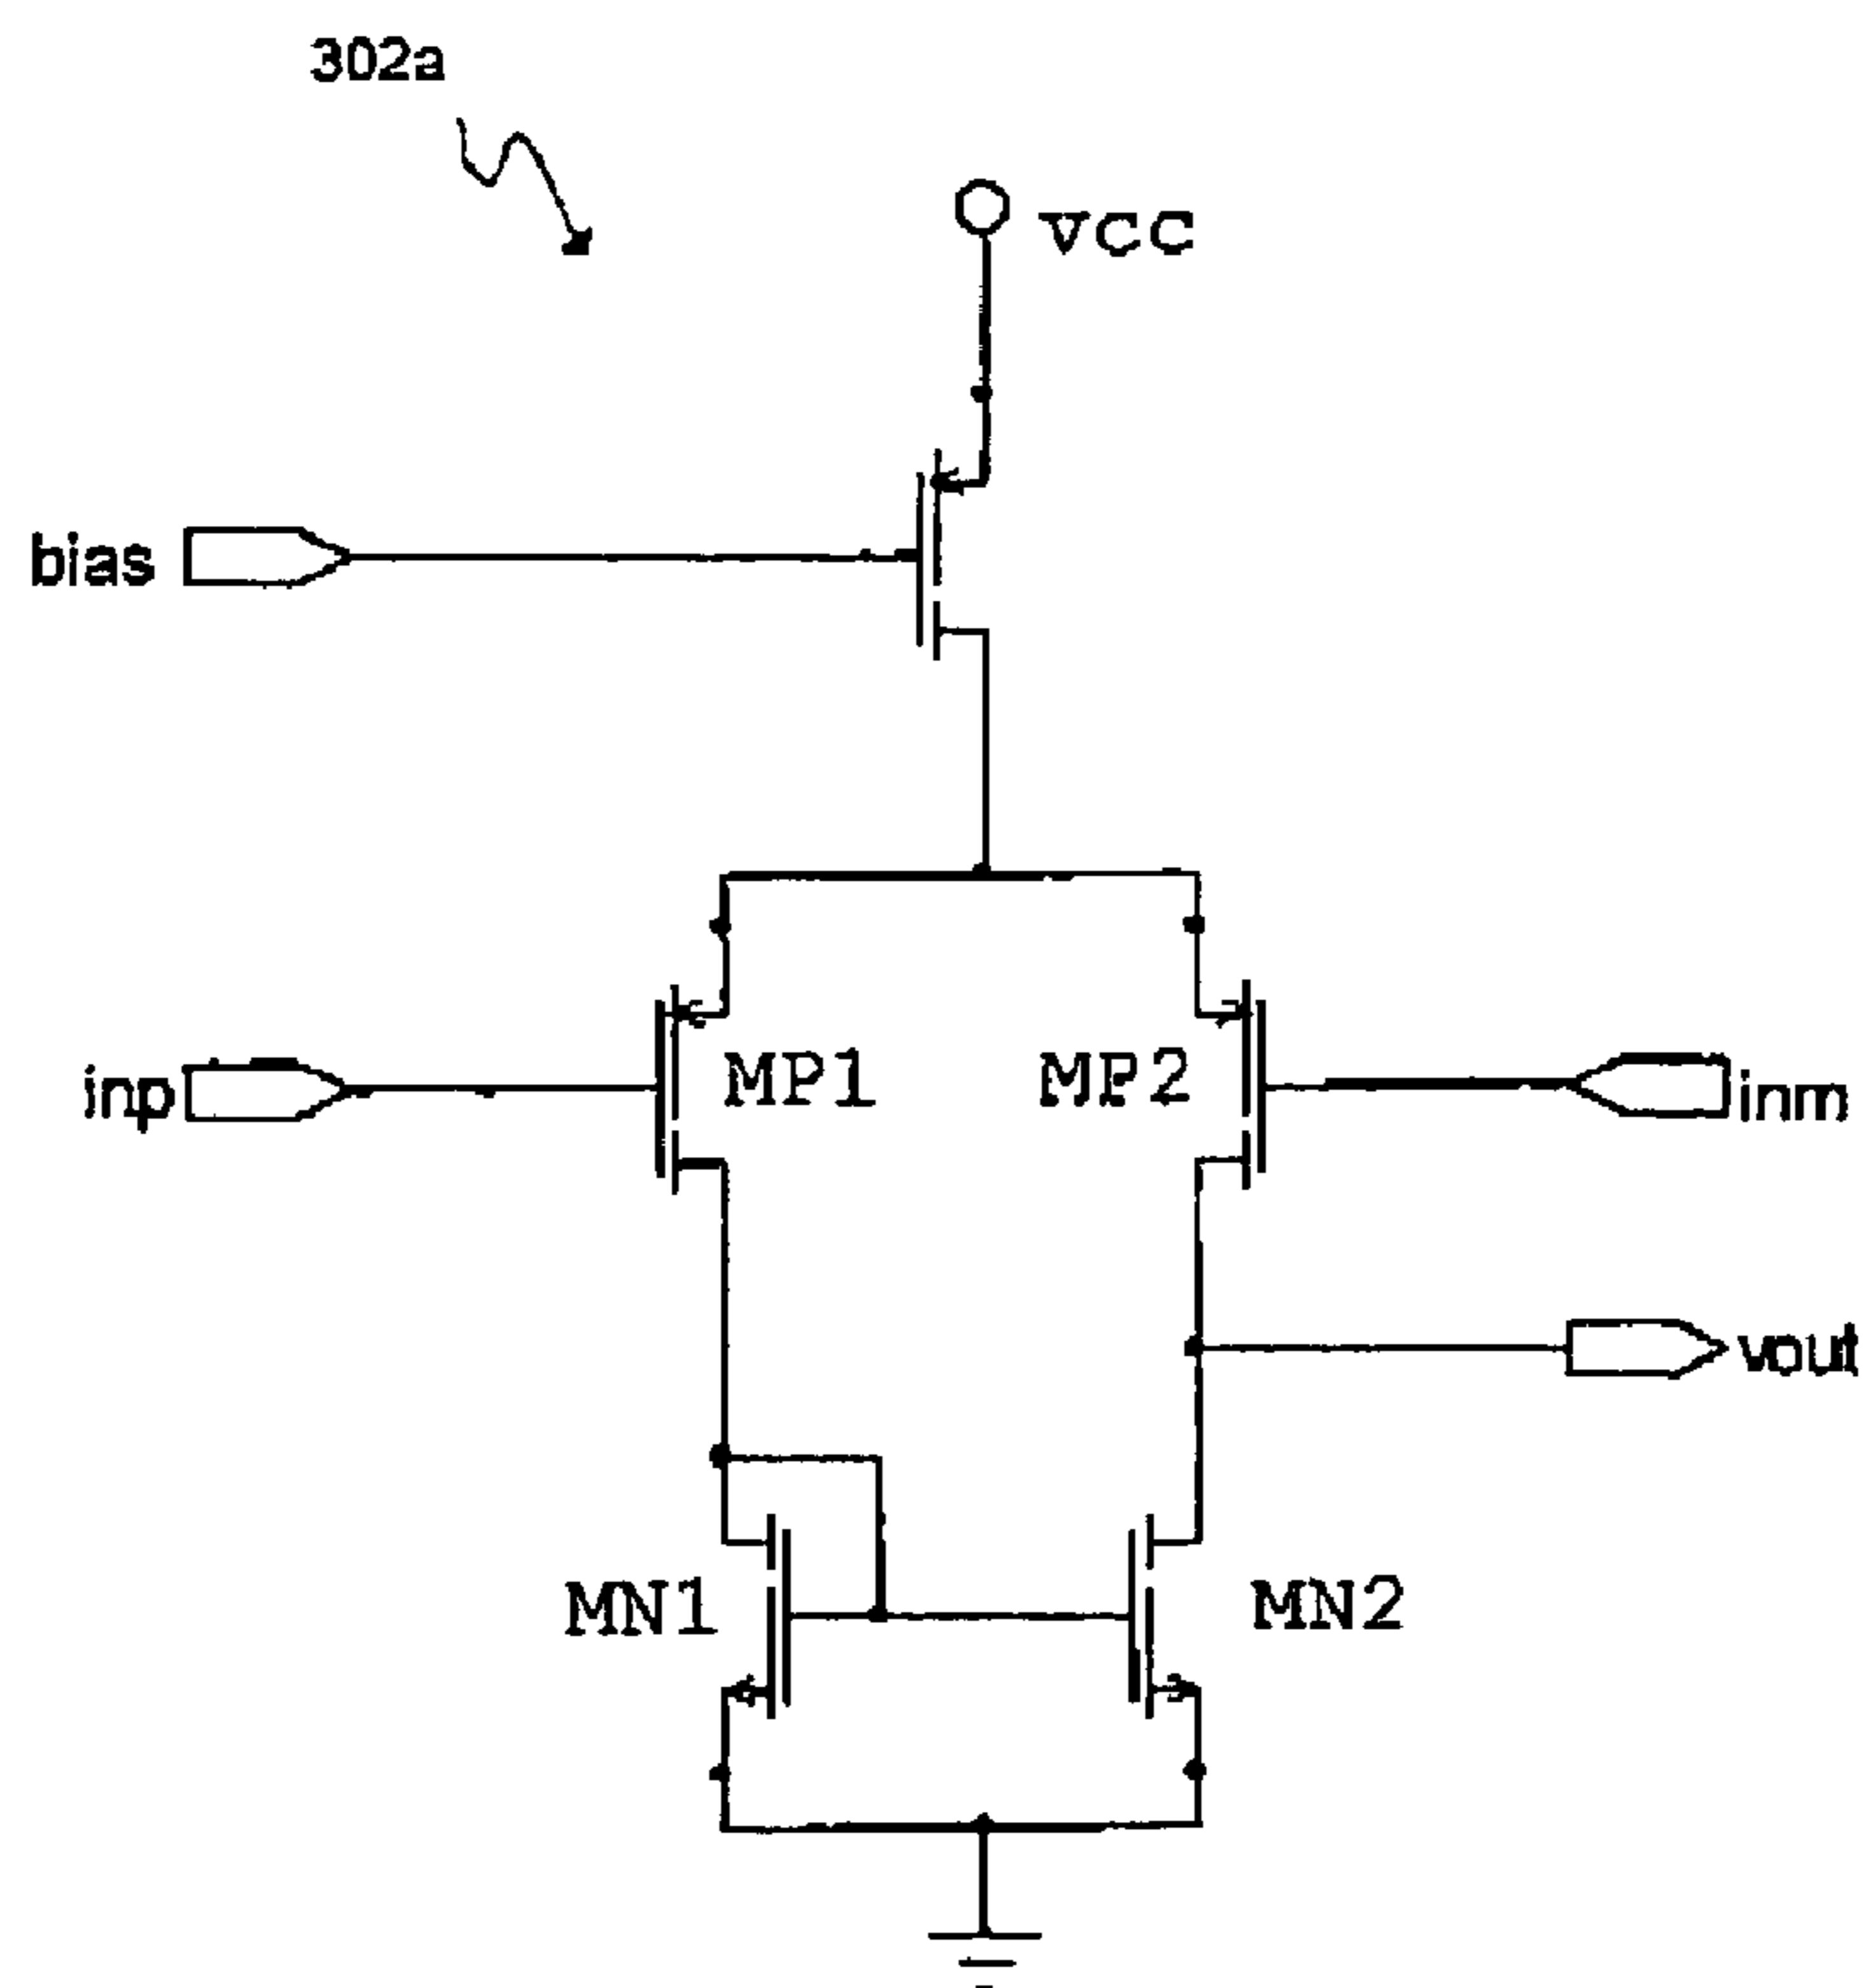 302a
VCC
bias
MP1
MP2
inp
inm
vout
MN1
MN2